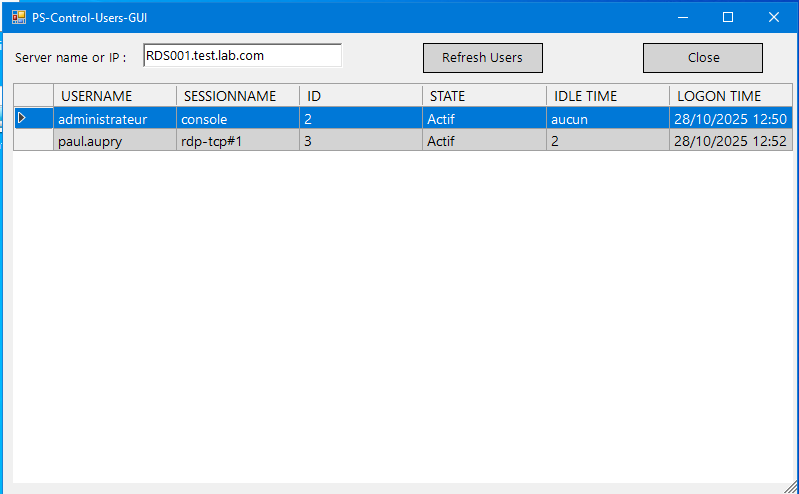 PS-Control-Users-GUI
Server name or IP : RDS001.test.lab.com Refresh Users Close
USERNAME SESSIONNAME ID STATE IDLE TIME LOGON TIME
administrateur console 2 Actif aucun 28/10/2025 12:50
paul.aupry rdp-tcp#1 3 Actif 2 28/10/2025 12:52